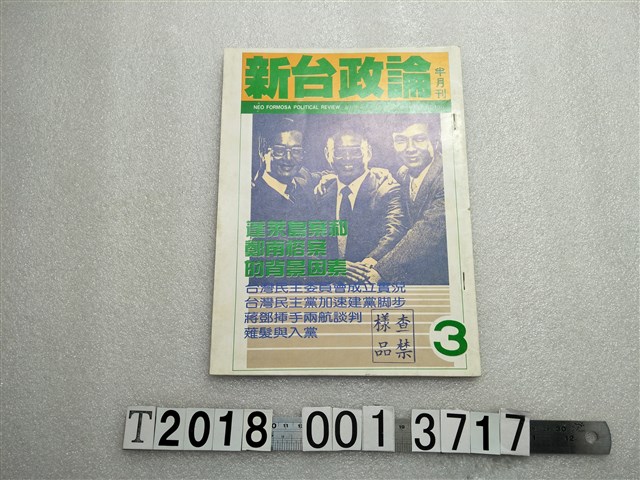 新台政論
半月刊
NEO FORMOSA POLITICAL REVIEW
蓬萊島案和
鄭南榕案
的背景因素
台灣民主委員會成立實況
台灣民主黨加速建黨脚步
蔣鄧揮手兩航談判
薙髮與入黨
查禁
樣品
3
T2018 001 3717